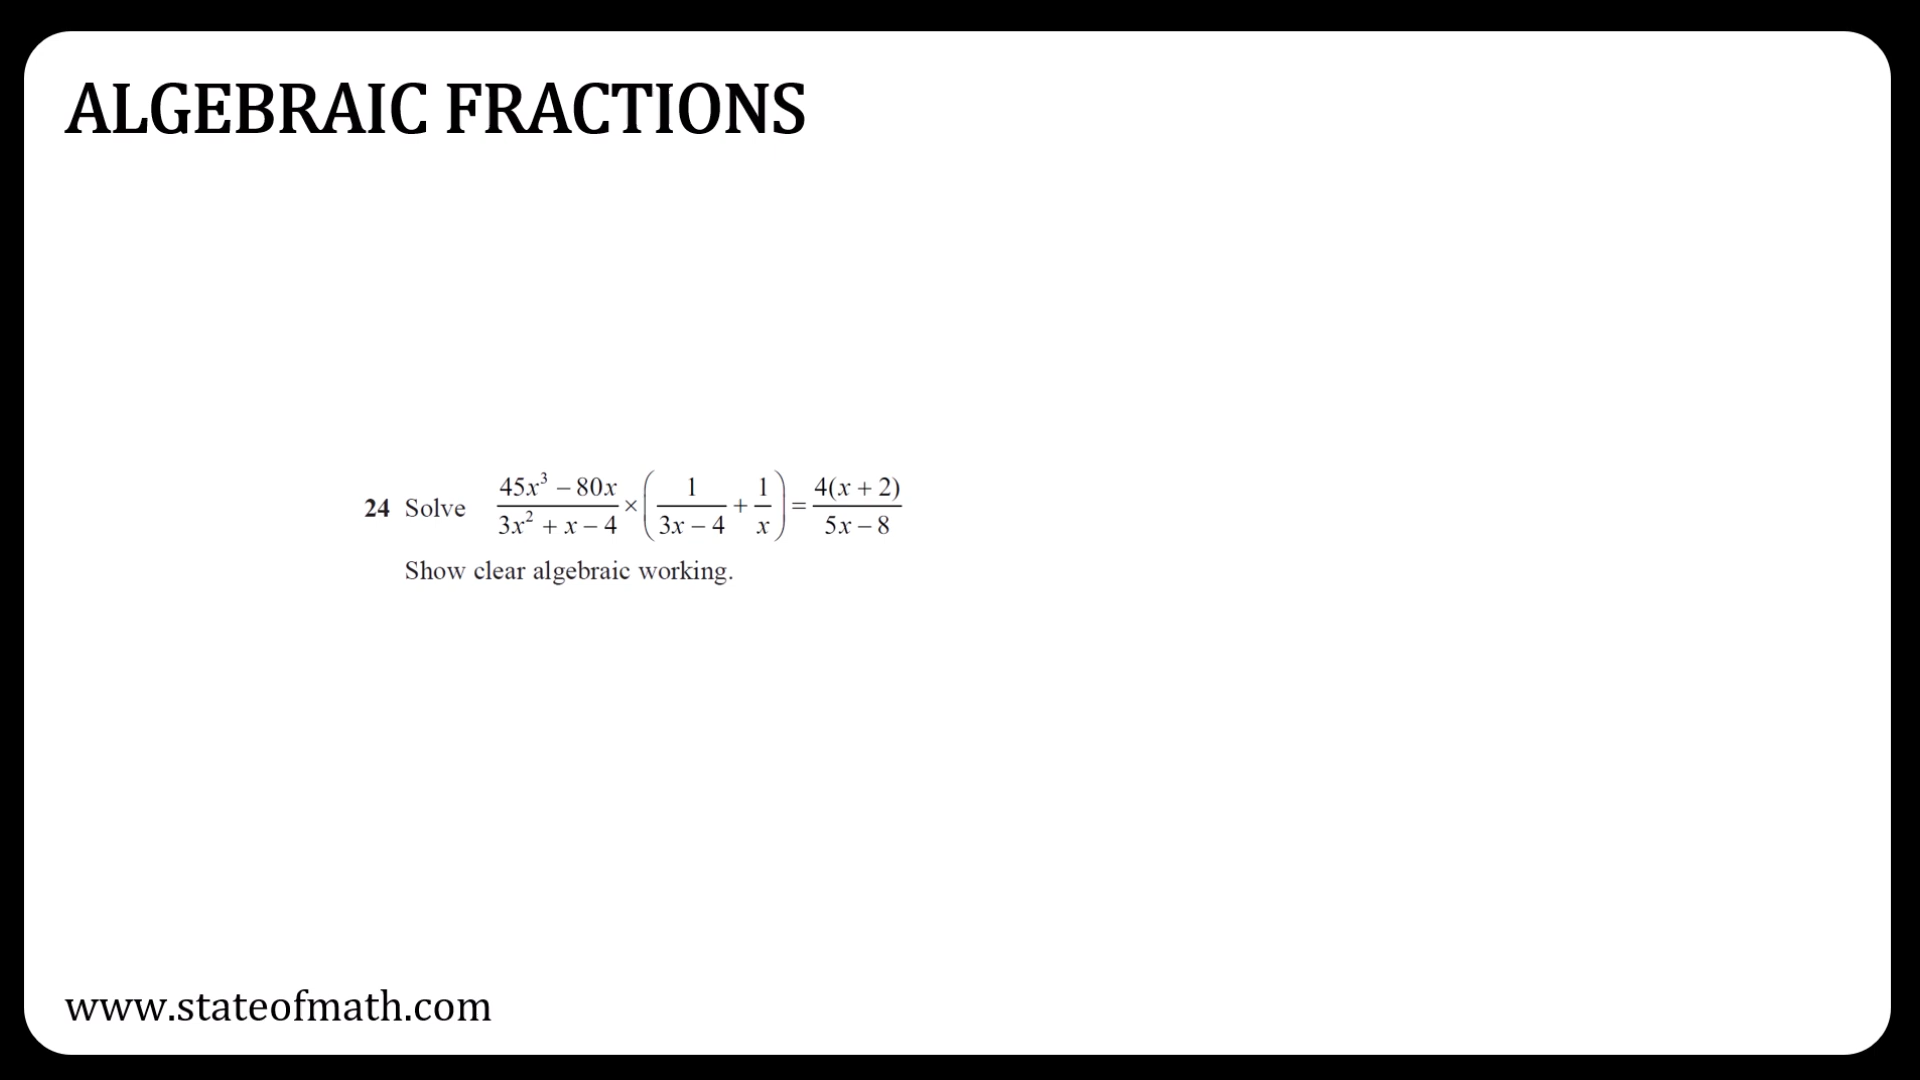 ALGEBRAIC FRACTIONS
24 Solve (45x³ − 80x)/(3x² + x − 4) × (1/(3x − 4) + 1/x) = 4(x + 2)/(5x − 8)
Show clear algebraic working.
www.stateofmath.com